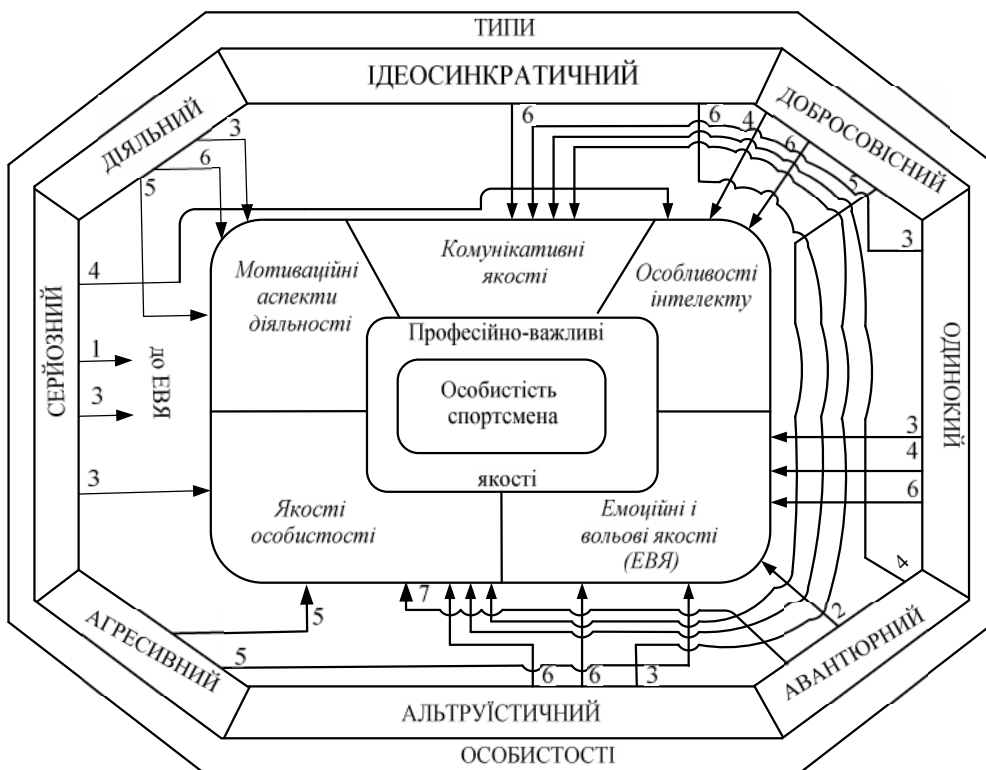 ТИПИ
ІДЕОСИНКРАТИЧНИЙ
ДІЯЛЬНИЙ
ДОБРОСОВІСНИЙ
3
6
5
6
6
4
6
5
3
4
1
3
3
СЕРЙОЗНИЙ
до ЕВЯ
Мотиваційні
аспекти
діяльності
Комунікативні
якості
Особливості
інтелекту
Професійно-важливі
Особистість
спортсмена
якості
Якості
особистості
Емоційні і
вольові якості
(ЕВЯ)
ОДИНОКИЙ
3
4
6
4
2
7
5
5
6
6
3
АГРЕСИВНИЙ
АВАНТЮРНИЙ
АЛЬТРУЇСТИЧНИЙ
ОСОБИСТОСТІ